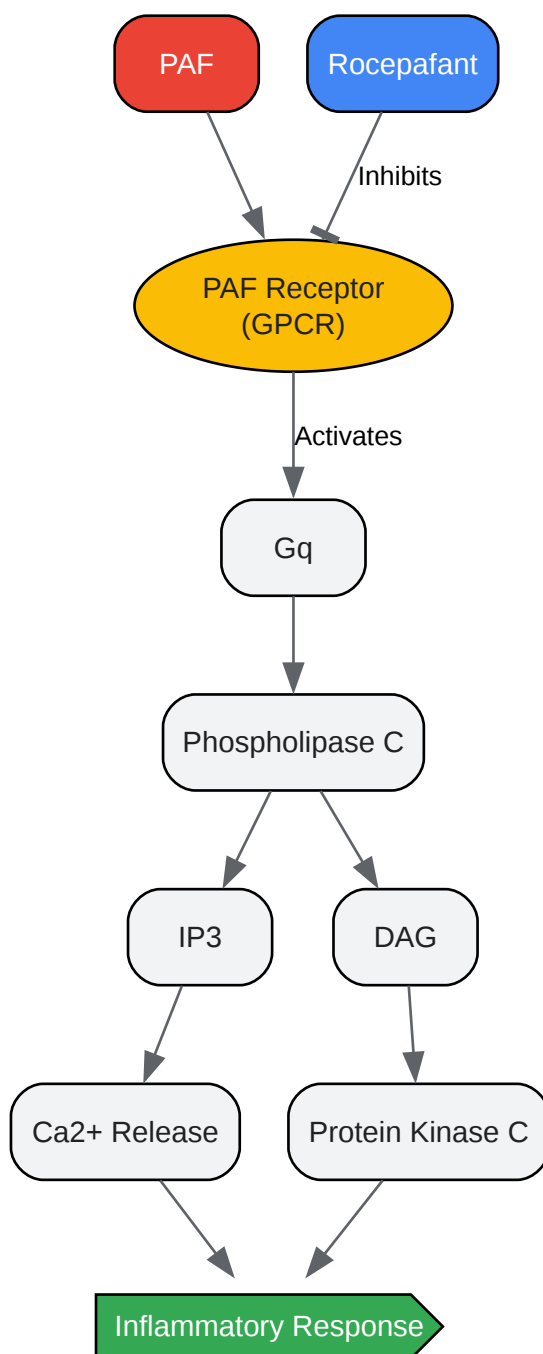 PAF
Rocepafant
Inhibits
PAF Receptor
(GPCR)
Activates
Gq
Phospholipase C
IP3
DAG
Ca2+ Release
Protein Kinase C
Inflammatory Response